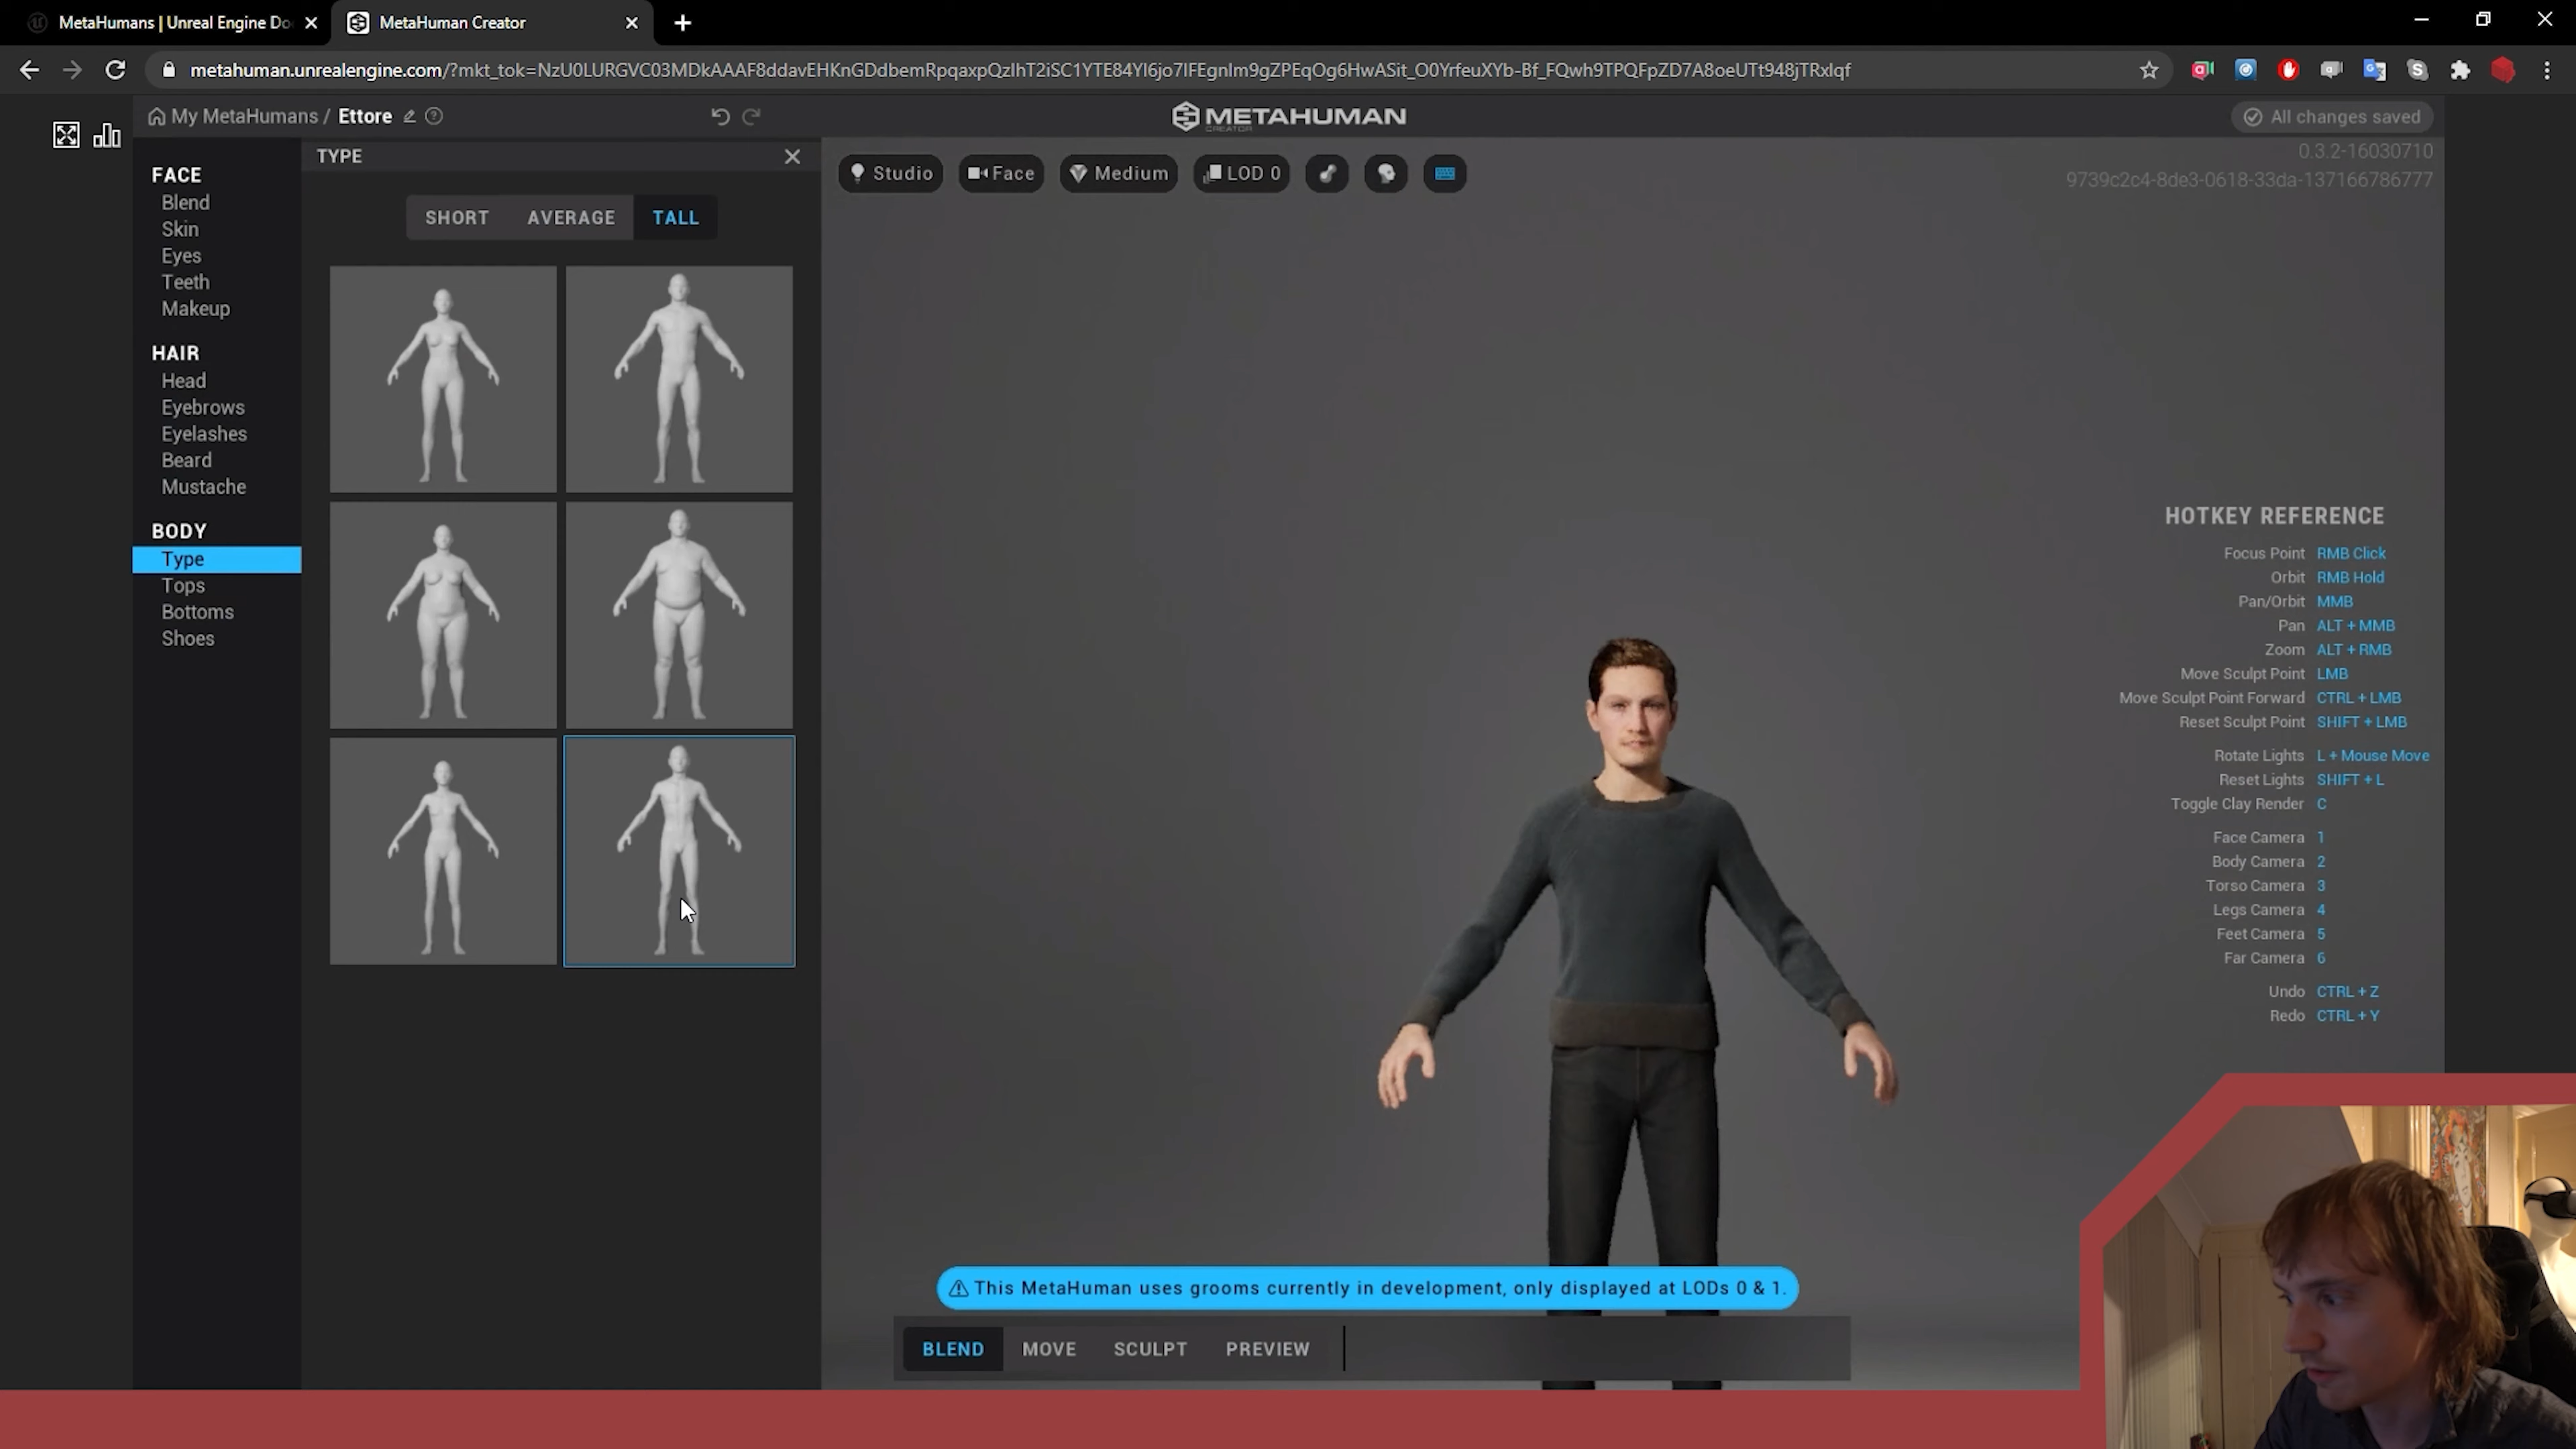 MetaHumans | Unreal Engine Do
MetaHuman Creator
My MetaHumans / Ettore
METAHUMAN
CREATOR
All changes saved
0.3.2-16030710
9739c2c4-8de3-0618-33da-137166786777
TYPE
SHORT AVERAGE TALL
FACE
Blend
Skin
Eyes
Teeth
Makeup
HAIR
Head
Eyebrows
Eyelashes
Beard
Mustache
BODY
Type
Tops
Bottoms
Shoes
Studio Face Medium LOD 0
HOTKEY REFERENCE
Focus Point RMB Click
Orbit RMB Hold
Pan/Orbit MMB
Pan ALT + MMB
Zoom ALT + RMB
Move Sculpt Point LMB
Move Sculpt Point Forward CTRL + LMB
Reset Sculpt Point SHIFT + LMB
Rotate Lights L + Mouse Move
Reset Lights SHIFT + L
Toggle Clay Render C
Face Camera 1
Body Camera 2
Torso Camera 3
Legs Camera 4
Feet Camera 5
Far Camera 6
Undo CTRL + Z
Redo CTRL + Y
This MetaHuman uses grooms currently in development, only displayed at LODs 0 & 1.
BLEND MOVE SCULPT PREVIEW